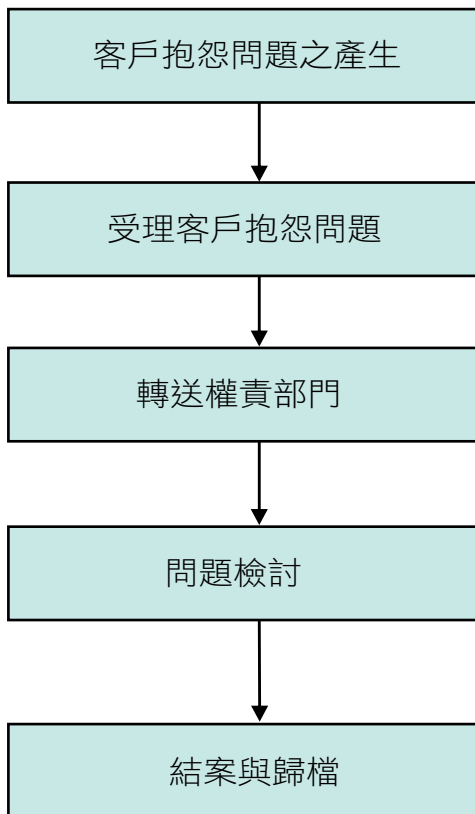 客戶抱怨問題之產生
受理客戶抱怨問題
轉送權責部門
問題檢討
結案與歸檔